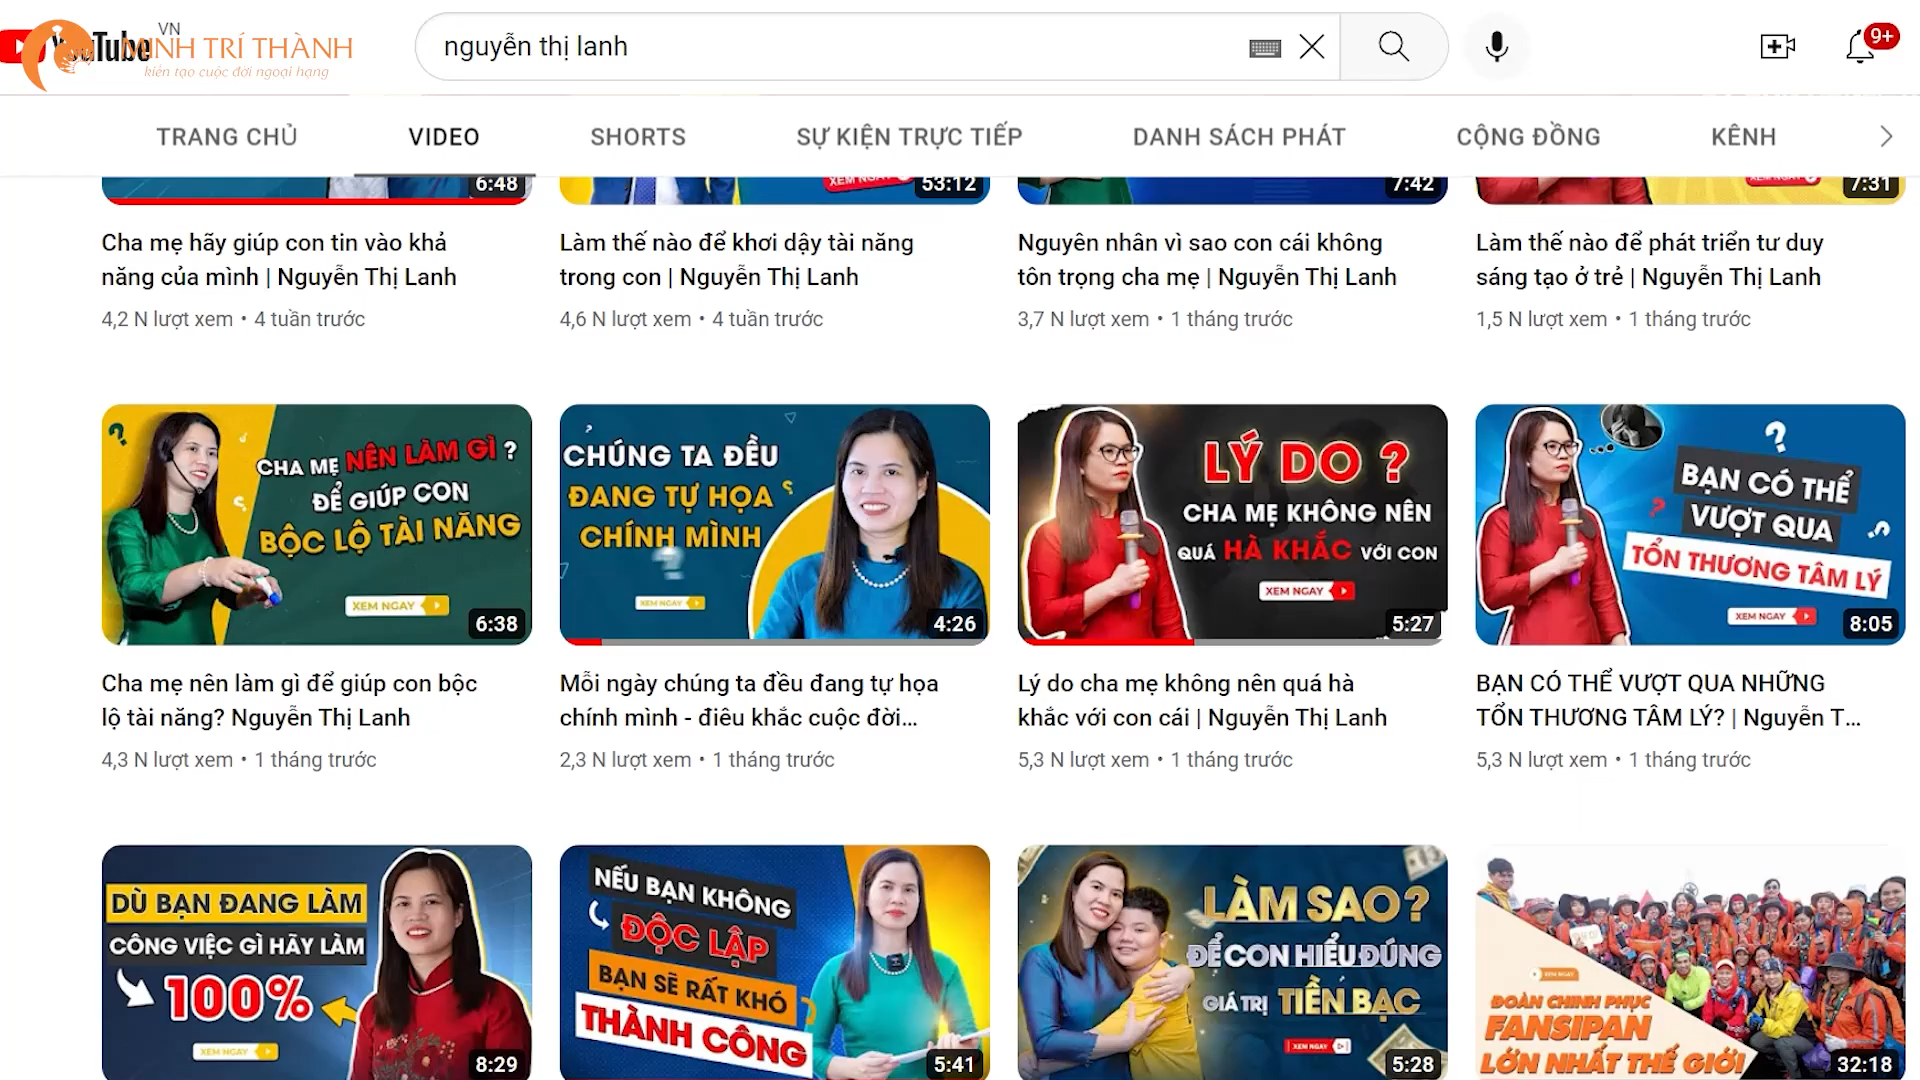 VN
MINH TRÍ THÀNH
kiến tạo cuộc đời ngoại hạng
nguyễn thị lanh
9+
TRANG CHỦ
VIDEO
SHORTS
SỰ KIỆN TRỰC TIẾP
DANH SÁCH PHÁT
CỘNG ĐỒNG
KÊNH
6:48
XEM NGAY
53:12
7:42
XEM NGAY
7:31
Cha mẹ hãy giúp con tin vào khả
năng của mình | Nguyễn Thị Lanh
4,2 N lượt xem • 4 tuần trước
Làm thế nào để khơi dậy tài năng
trong con | Nguyễn Thị Lanh
4,6 N lượt xem • 4 tuần trước
Nguyên nhân vì sao con cái không
tôn trọng cha mẹ | Nguyễn Thị Lanh
3,7 N lượt xem • 1 tháng trước
Làm thế nào để phát triển tư duy
sáng tạo ở trẻ | Nguyễn Thị Lanh
1,5 N lượt xem • 1 tháng trước
CHA MẸ NÊN LÀM GÌ ?
ĐỂ GIÚP CON
BỘC LỘ TÀI NĂNG
XEM NGAY
6:38
CHÚNG TA ĐỀU
ĐANG TỰ HỌA
CHÍNH MÌNH
XEM NGAY
4:26
LÝ DO ?
CHA MẸ KHÔNG NÊN
QUÁ HÀ KHẮC VỚI CON
XEM NGAY
5:27
BẠN CÓ THỂ
VƯỢT QUA
TỔN THƯƠNG TÂM LÝ
XEM NGAY
8:05
Cha mẹ nên làm gì để giúp con bộc
lộ tài năng? Nguyễn Thị Lanh
4,3 N lượt xem • 1 tháng trước
Mỗi ngày chúng ta đều đang tự họa
chính mình - điêu khắc cuộc đời...
2,3 N lượt xem • 1 tháng trước
Lý do cha mẹ không nên quá hà
khắc với con cái | Nguyễn Thị Lanh
5,3 N lượt xem • 1 tháng trước
BẠN CÓ THỂ VƯỢT QUA NHỮNG
TỔN THƯƠNG TÂM LÝ? | Nguyễn T...
5,3 N lượt xem • 1 tháng trước
DÙ BẠN ĐANG LÀM
CÔNG VIỆC GÌ HÃY LÀM
100%
XEM NGAY
8:29
NẾU BẠN KHÔNG
ĐỘC LẬP
BẠN SẼ RẤT KHÓ
THÀNH CÔNG
5:41
LÀM SAO?
ĐỂ CON HIỂU ĐÚNG
GIÁ TRỊ TIỀN BẠC
XEM NGAY
5:28
XEM NGAY
ĐOÀN CHINH PHỤC
FANSIPAN
LỚN NHẤT THẾ GIỚI
32:18